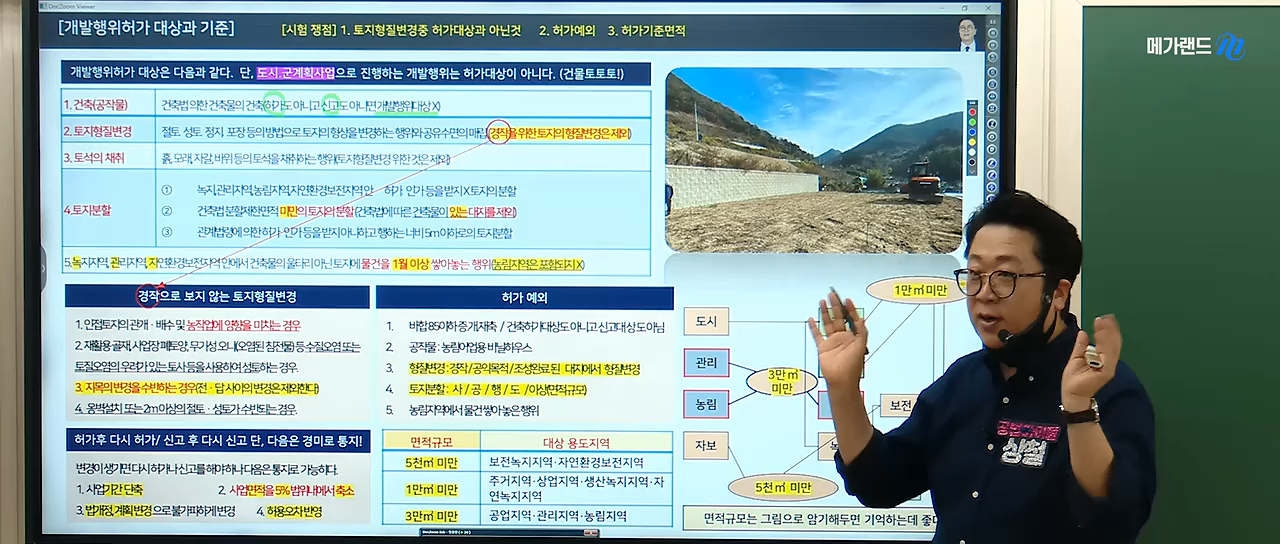 DocZoom Viewer
[개발행위허가 대상과 기준]
[시험 쟁점] 1. 토지형질변경중 허가대상과 아닌것 2. 허가예외 3. 허가기준면적
메가랜드
개발행위허가 대상은 다음과 같다. 단, 도시.군계획사업으로 진행하는 개발행위는 허가대상이 아니다. (건물토토토!)
1. 건축(공작물)
건축법 의한 건축물의 건축(허가도 아니고 신고도 아니면 개발행위대상 X)
2. 토지형질변경
절토 성토 정지 포장 등의 방법으로 토지의 형상을 변경하는 행위와 공유수면의 매립(경작을 위한 토지의 형질변경은 제외)
3. 토석의 채취
흙, 모래, 자갈, 바위 등의 토석을 채취하는 행위(토지형질변경 위한 것은 제외)
4.토지분할
① 녹지,관리지역,농림지역,자연환경보전지역 안 허가 인가 등을 받지 X 토지의 분할
② 건축법 분할제한면적 미만의 토지의 분할 (건축법에 따른 건축물이 있는 대지를 제외)
③ 관계법령에 의한 허가 인가 등을 받지 아니하고 행하는 너비 5m 이하로의 토지분할
5.녹지지역, 관리지역, 자연환경보전지역 안에서 건축물의 울타리 아닌 토지에 물건을 1월 이상 쌓아놓는 행위(농림지역은 포함되지 X)
경작으로 보지 않는 토지형질변경
1. 인접토지의 관개 · 배수 및 농작업에 영향을 미치는 경우
2. 재활용 골재, 사업장 폐토양, 무기성 오니(오염된 침전물) 등 수질오염 또는
토질오염의 우려가 있는 토사 등을 사용하여 성토하는 경우.
3. 지목의 변경을 수반하는 경우(전 · 답 사이의 변경은 제외한다)
4. 옹벽설치 또는 2m 이상의 절토 · 성토가 수반되는 경우.
허가 예외
1. 바합 85이하 증,개,재축 / 건축허가대상도 아니고 신고대상도 아님
2. 공작물 : 농림어업용 비닐하우스
3. 형질변경 : 경작 / 공익목적 / 조성완료 된 대지에서 형질변경
4. 토지분할 : 사 / 공 / 행 / 도 / 이상(면적규모)
5. 농림지역에서 물건 쌓아놓은 행위
도시
관리
농림
자보
보전
1만㎡ 미만
3만㎡
미만
5천㎡ 미만
허가후 다시 허가/ 신고 후 다시 신고 단, 다음은 경미로 통지!
변경이 생기면 다시 허가나 신고를 해야하나 다음은 통지로 가능하다.
1. 사업기간 단축 2. 사업면적을 5% 범위내에서 축소
3. 법개정, 계획 변경으로 불가피하게 변경 4. 허용오차 반영
면적규모 대상 용도지역
5천㎡ 미만 보전녹지지역·자연환경보전지역
1만㎡ 미만 주거지역·상업지역·생산녹지지역·자
연녹지지역
3만㎡ 미만 공업지역·관리지역·농림지역
면적규모는 그림으로 암기해두면 기억하는데